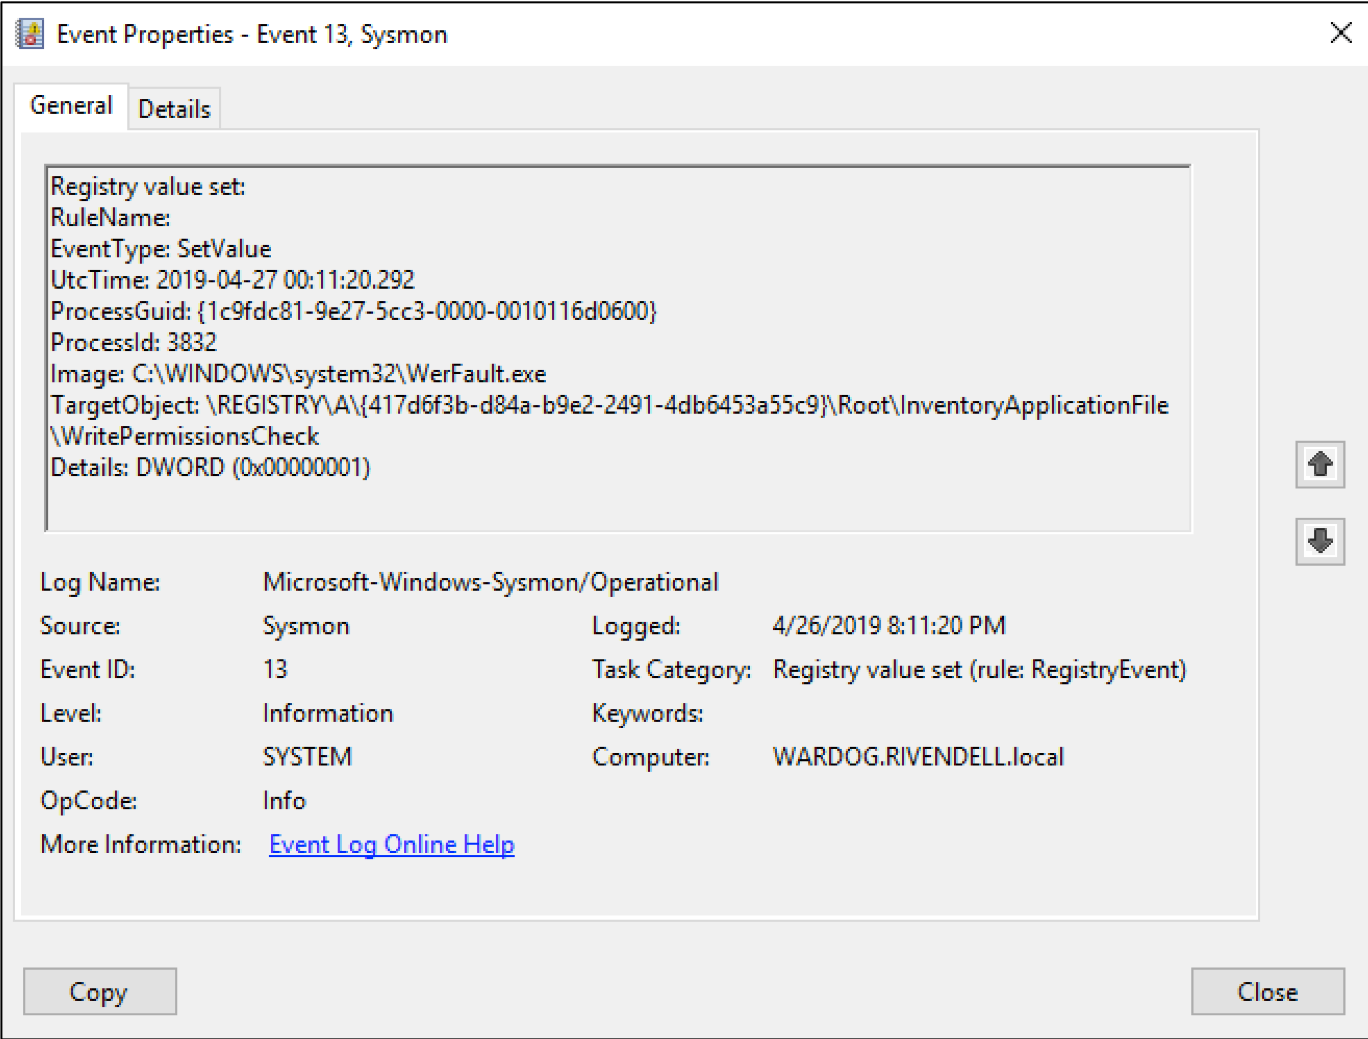 Event Properties - Event 13, Sysmon
General
Details
Registry value set:
RuleName:
EventType: SetValue
UtcTime: 2019-04-27 00:11:20.292
ProcessGuid: {1c9fdc81-9e27-5cc3-0000-0010116d0600}
ProcessId: 3832
Image: C:\WINDOWS\system32\WerFault.exe
TargetObject: \REGISTRY\A\{417d6f3b-d84a-b9e2-2491-4db6453a55c9}\Root\InventoryApplicationFile
\WritePermissionsCheck
Details: DWORD (0x00000001)
Log Name: Microsoft-Windows-Sysmon/Operational
Source: Sysmon Logged: 4/26/2019 8:11:20 PM
Event ID: 13 Task Category: Registry value set (rule: RegistryEvent)
Level: Information Keywords:
User: SYSTEM Computer: WARDOG.RIVENDELL.local
OpCode: Info
More Information: Event Log Online Help
Copy
Close